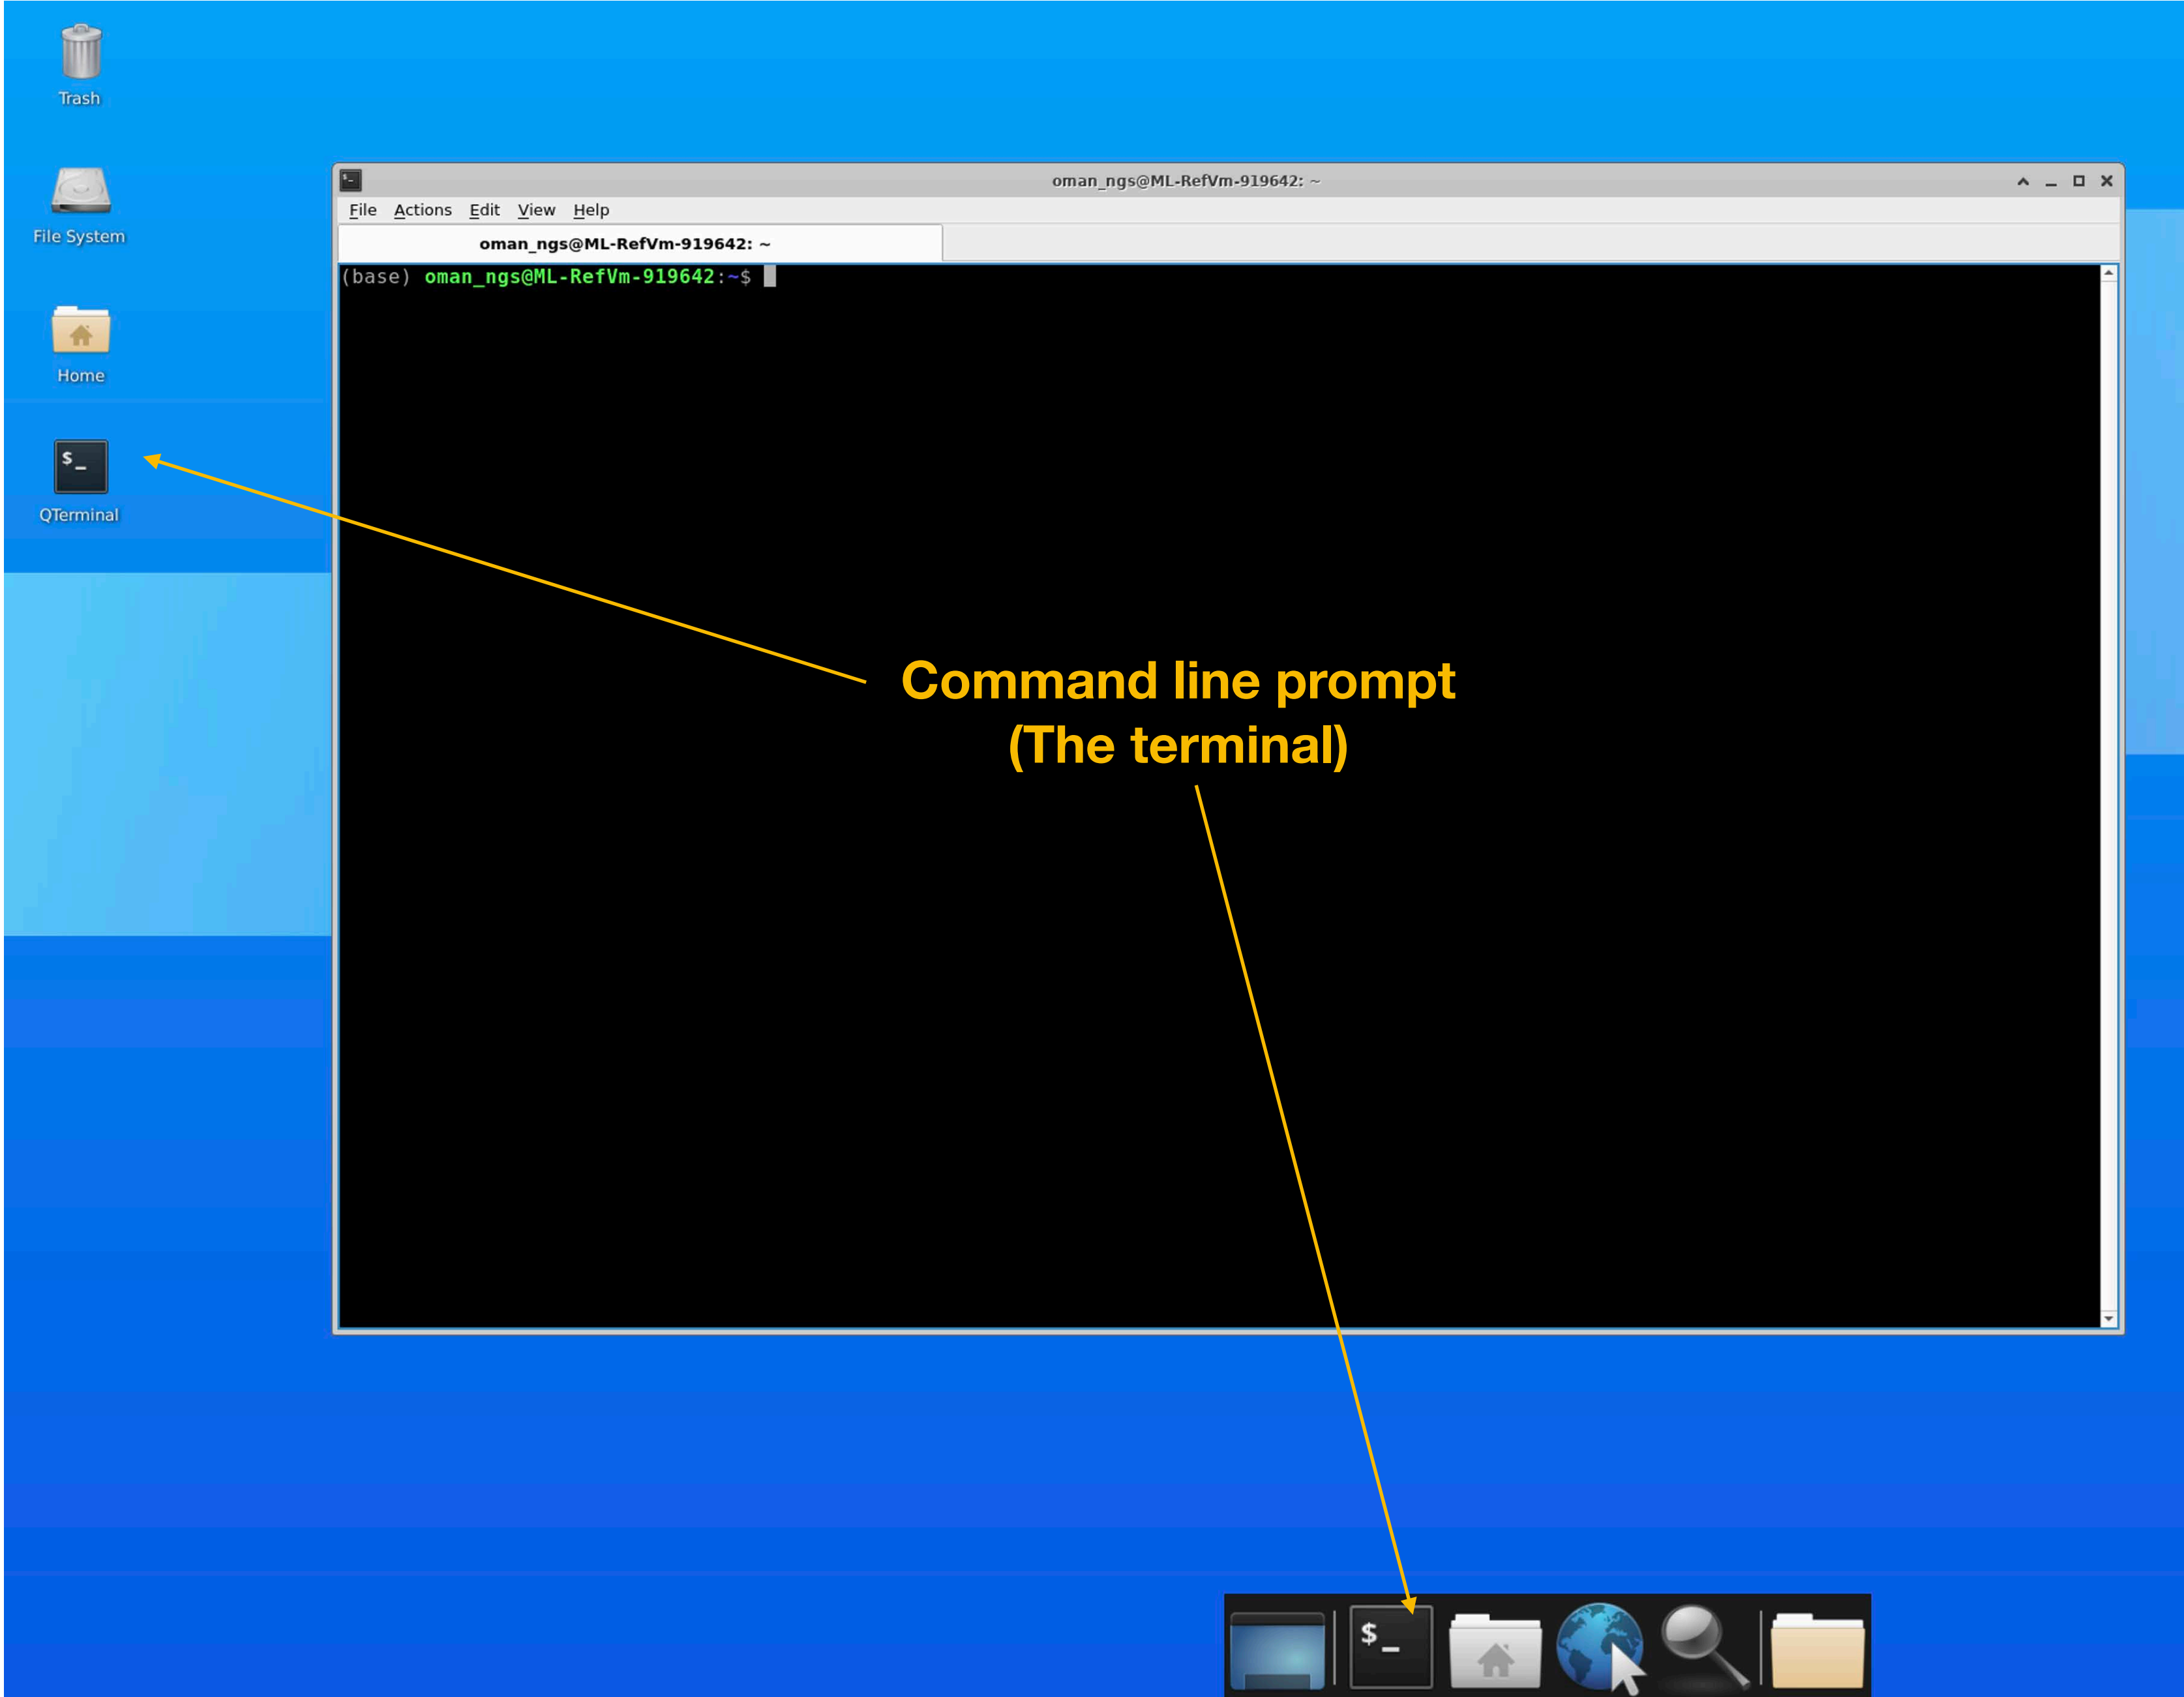 Trash
File System
Home
$_
QTerminal
$_
oman_ngs@ML-RefVm-919642: ~
File Actions Edit View Help
oman_ngs@ML-RefVm-919642: ~
(base) oman_ngs@ML-RefVm-919642:~$
Command line prompt
(The terminal)
$_